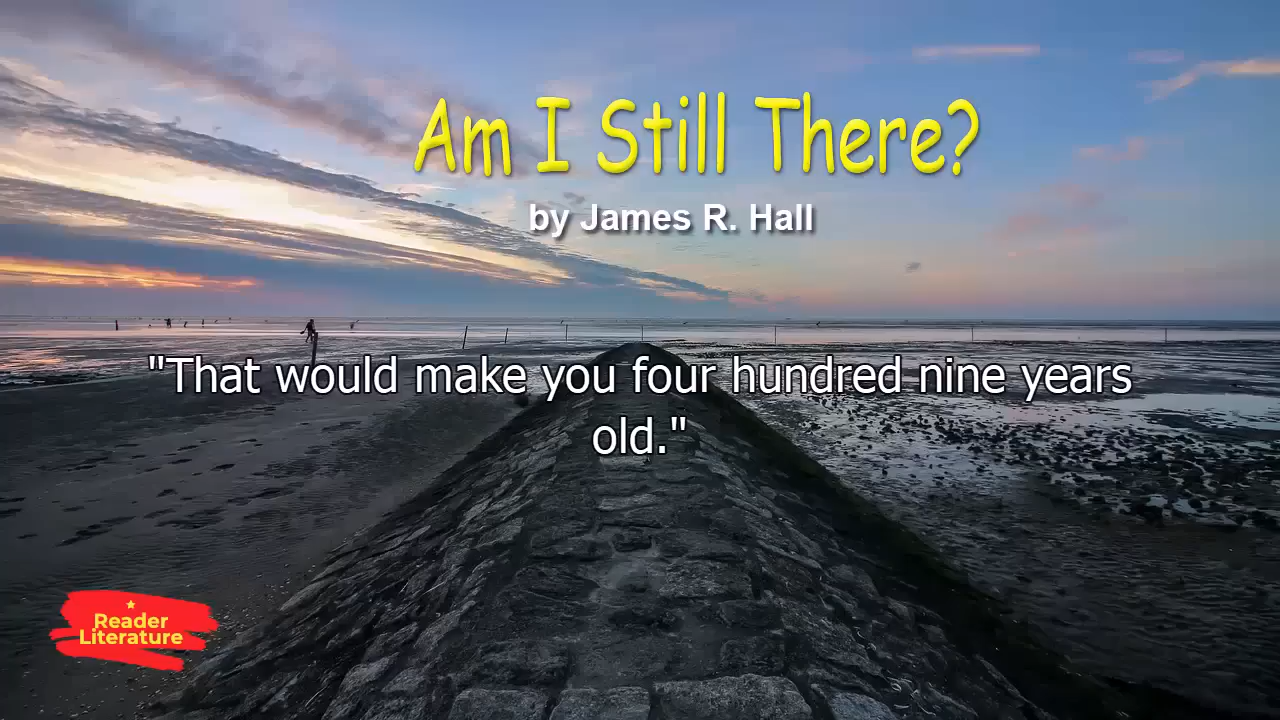 Am I Still There?
by James R. Hall
"That would make you four hundred nine years
old."
Reader
Literature